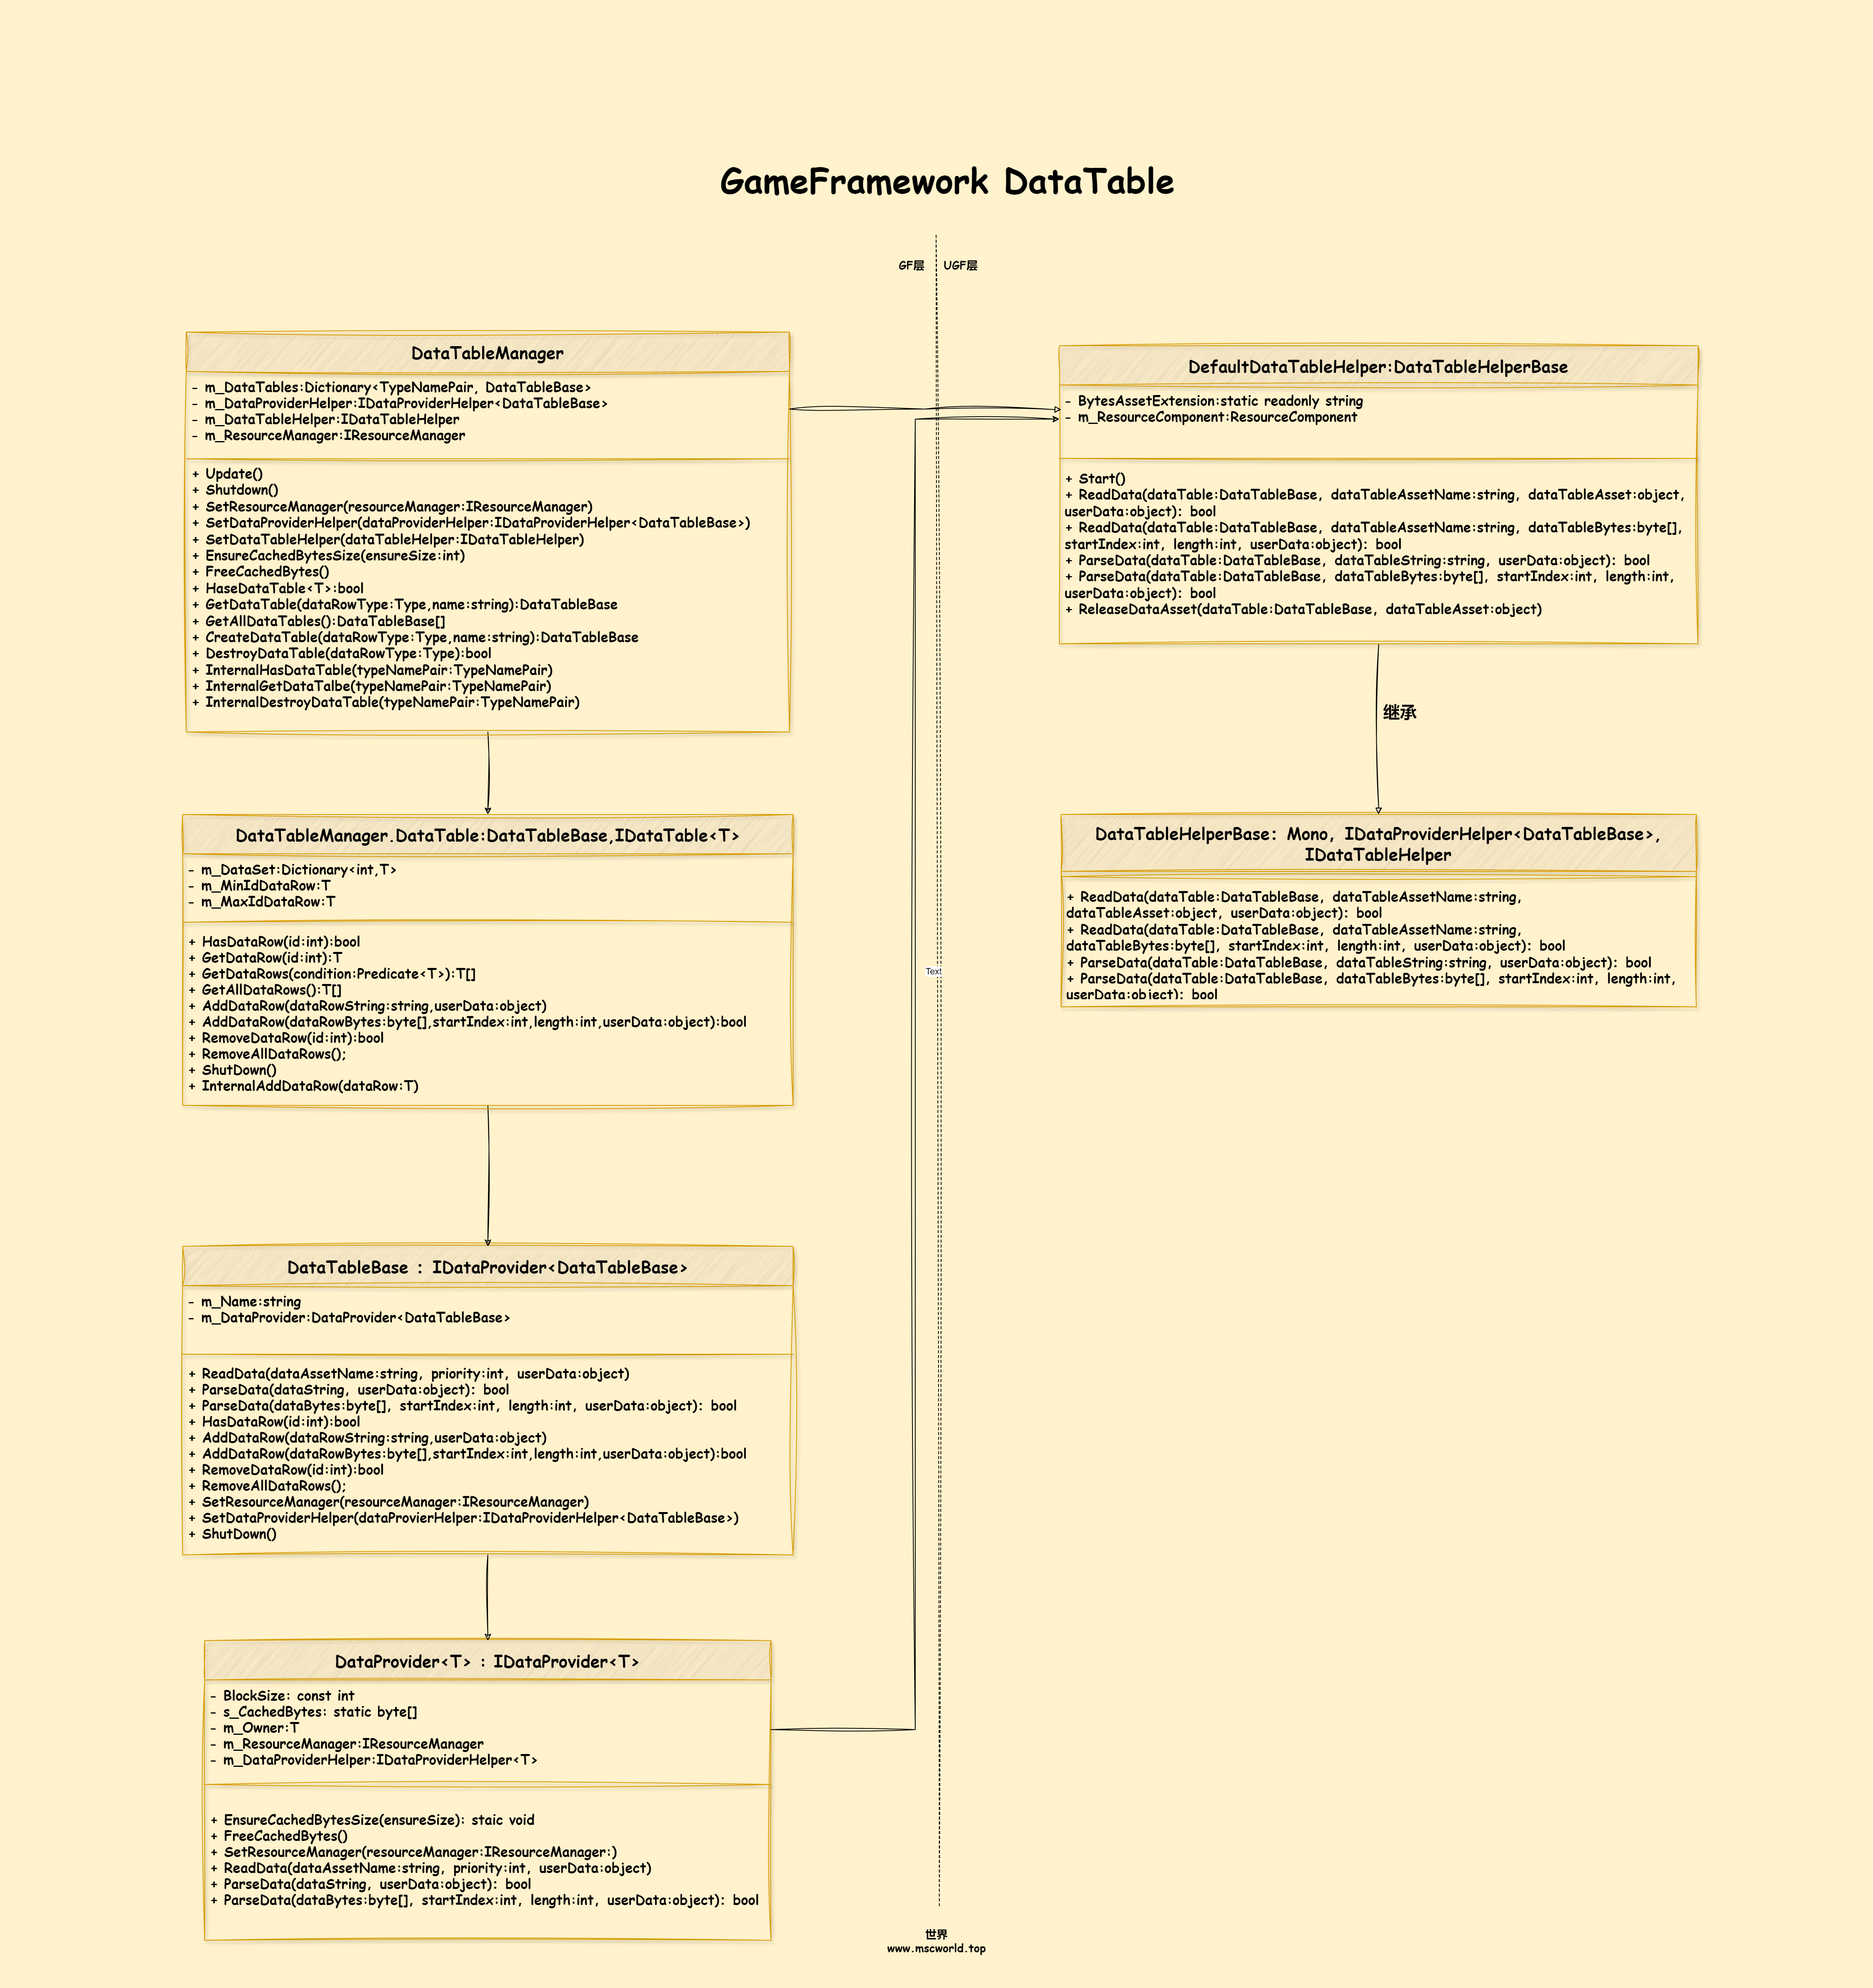 GameFramework DataTable
GF层
UGF层
DataTableManager
- m_DataTables:Dictionary<TypeNamePair, DataTableBase>
- m_DataProviderHelper:IDataProviderHelper<DataTableBase>
- m_DataTableHelper:IDataTableHelper
- m_ResourceManager:IResourceManager
+ Update()
+ Shutdown()
+ SetResourceManager(resourceManager:IResourceManager)
+ SetDataProviderHelper(dataProviderHelper:IDataProviderHelper<DataTableBase>)
+ SetDataTableHelper(dataTableHelper:IDataTableHelper)
+ EnsureCachedBytesSize(ensureSize:int)
+ FreeCachedBytes()
+ HaseDataTable<T>:bool
+ GetDataTable(dataRowType:Type,name:string):DataTableBase
+ GetAllDataTables():DataTableBase[]
+ CreateDataTable(dataRowType:Type,name:string):DataTableBase
+ DestroyDataTable(dataRowType:Type):bool
+ InternalHasDataTable(typeNamePair:TypeNamePair)
+ InternalGetDataTalbe(typeNamePair:TypeNamePair)
+ InternalDestroyDataTable(typeNamePair:TypeNamePair)
DefaultDataTableHelper:DataTableHelperBase
- BytesAssetExtension:static readonly string
- m_ResourceComponent:ResourceComponent
+ Start()
+ ReadData(dataTable:DataTableBase, dataTableAssetName:string, dataTableAsset:object,
userData:object): bool
+ ReadData(dataTable:DataTableBase, dataTableAssetName:string, dataTableBytes:byte[],
startIndex:int, length:int, userData:object): bool
+ ParseData(dataTable:DataTableBase, dataTableString:string, userData:object): bool
+ ParseData(dataTable:DataTableBase, dataTableBytes:byte[], startIndex:int, length:int,
userData:object): bool
+ ReleaseDataAsset(dataTable:DataTableBase, dataTableAsset:object)
继承
DataTableManager.DataTable:DataTableBase,IDataTable<T>
- m_DataSet:Dictionary<int,T>
- m_MinIdDataRow:T
- m_MaxIdDataRow:T
+ HasDataRow(id:int):bool
+ GetDataRow(id:int):T
+ GetDataRows(condition:Predicate<T>):T[]
+ GetAllDataRows():T[]
+ AddDataRow(dataRowString:string,userData:object)
+ AddDataRow(dataRowBytes:byte[],startIndex:int,length:int,userData:object):bool
+ RemoveDataRow(id:int):bool
+ RemoveAllDataRows();
+ ShutDown()
+ InternalAddDataRow(dataRow:T)
DataTableHelperBase: Mono, IDataProviderHelper<DataTableBase>,
IDataTableHelper
+ ReadData(dataTable:DataTableBase, dataTableAssetName:string,
dataTableAsset:object, userData:object): bool
+ ReadData(dataTable:DataTableBase, dataTableAssetName:string,
dataTableBytes:byte[], startIndex:int, length:int, userData:object): bool
+ ParseData(dataTable:DataTableBase, dataTableString:string, userData:object): bool
+ ParseData(dataTable:DataTableBase, dataTableBytes:byte[], startIndex:int, length:int,
userData:object): bool
Text
DataTableBase : IDataProvider<DataTableBase>
- m_Name:string
- m_DataProvider:DataProvider<DataTableBase>
+ ReadData(dataAssetName:string, priority:int, userData:object)
+ ParseData(dataString, userData:object): bool
+ ParseData(dataBytes:byte[], startIndex:int, length:int, userData:object): bool
+ HasDataRow(id:int):bool
+ AddDataRow(dataRowString:string,userData:object)
+ AddDataRow(dataRowBytes:byte[],startIndex:int,length:int,userData:object):bool
+ RemoveDataRow(id:int):bool
+ RemoveAllDataRows();
+ SetResourceManager(resourceManager:IResourceManager)
+ SetDataProviderHelper(dataProvierHelper:IDataProviderHelper<DataTableBase>)
+ ShutDown()
DataProvider<T> : IDataProvider<T>
- BlockSize: const int
- s_CachedBytes: static byte[]
- m_Owner:T
- m_ResourceManager:IResourceManager
- m_DataProviderHelper:IDataProviderHelper<T>
+ EnsureCachedBytesSize(ensureSize): staic void
+ FreeCachedBytes()
+ SetResourceManager(resourceManager:IResourceManager:)
+ ReadData(dataAssetName:string, priority:int, userData:object)
+ ParseData(dataString, userData:object): bool
+ ParseData(dataBytes:byte[], startIndex:int, length:int, userData:object): bool
世界
www.mscworld.top